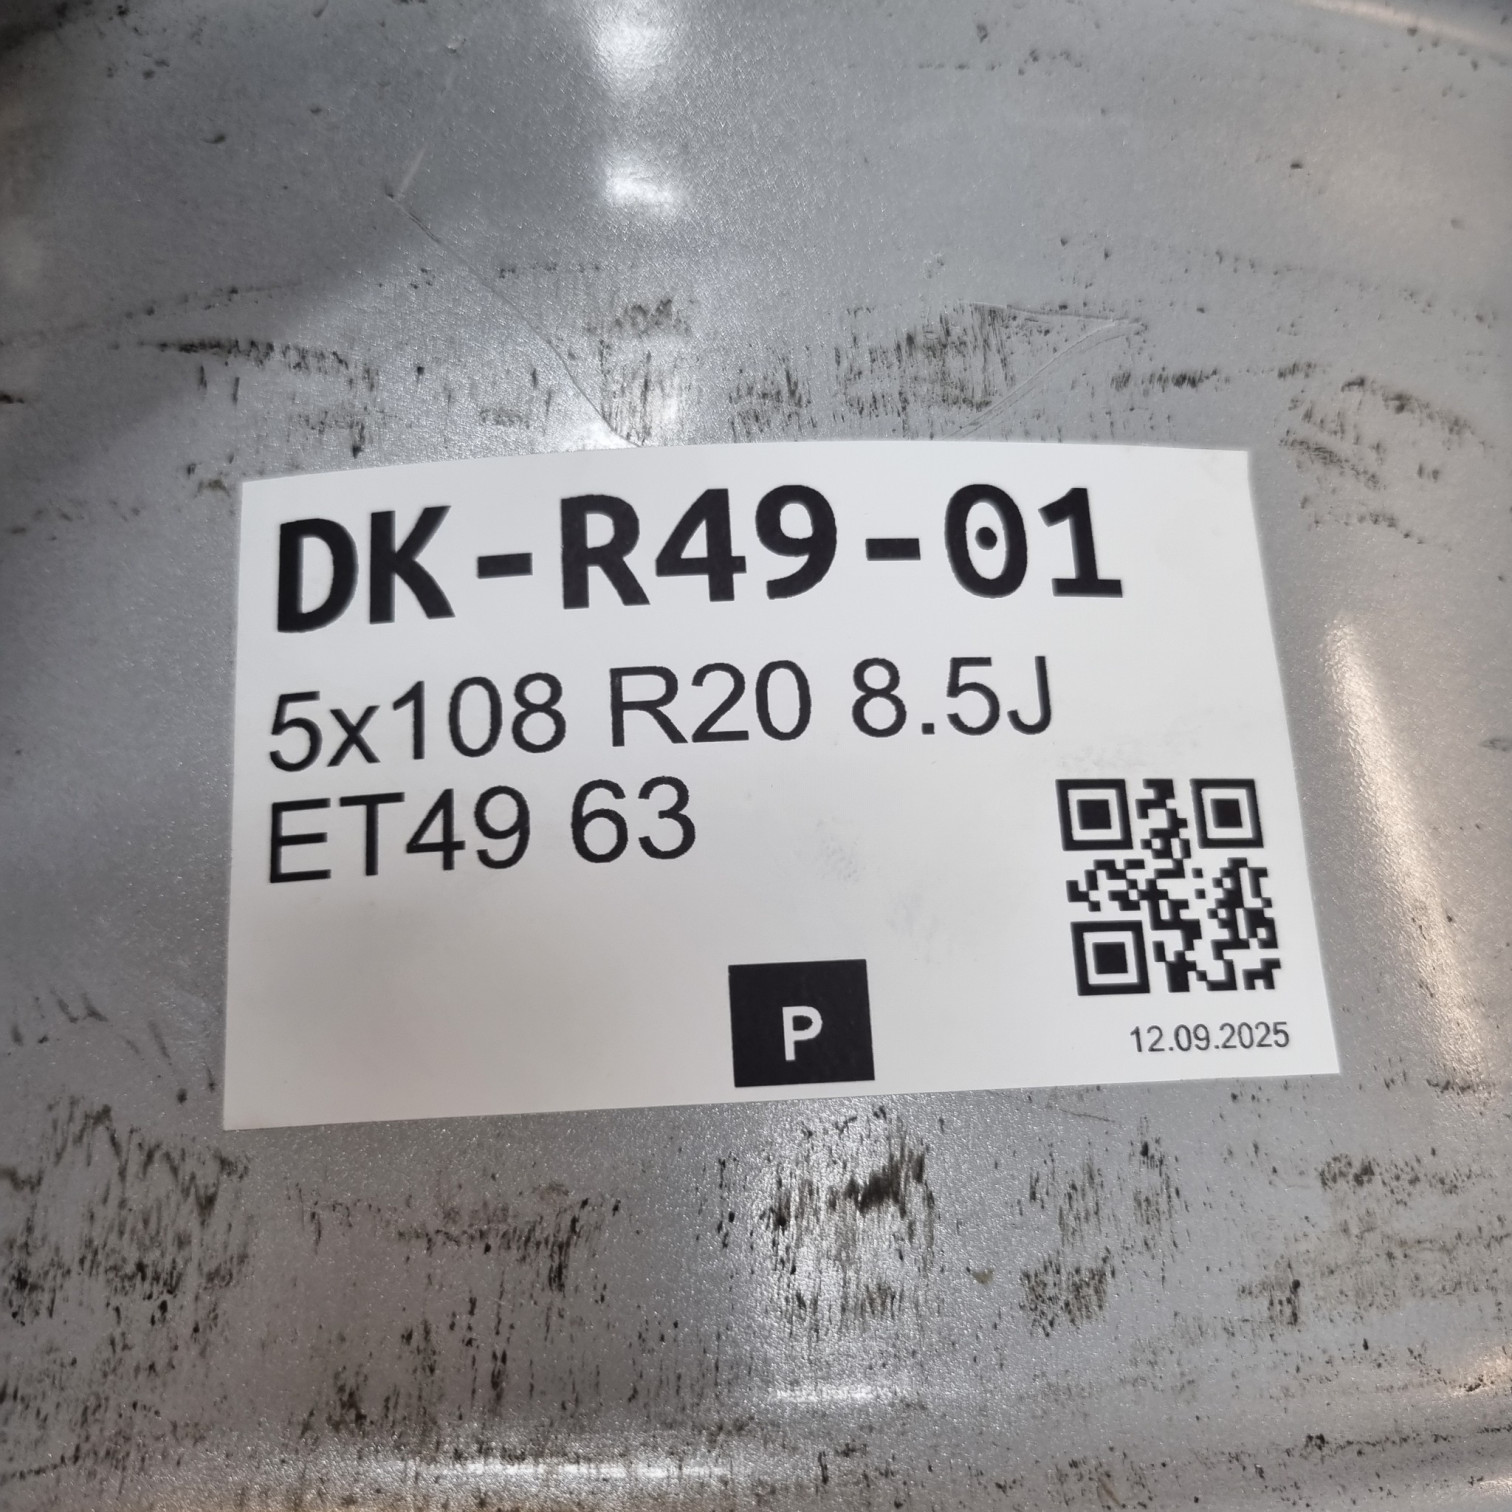 DK-R49-01
5x108 R20 8.5J
ET49 63
P
12.09.2025